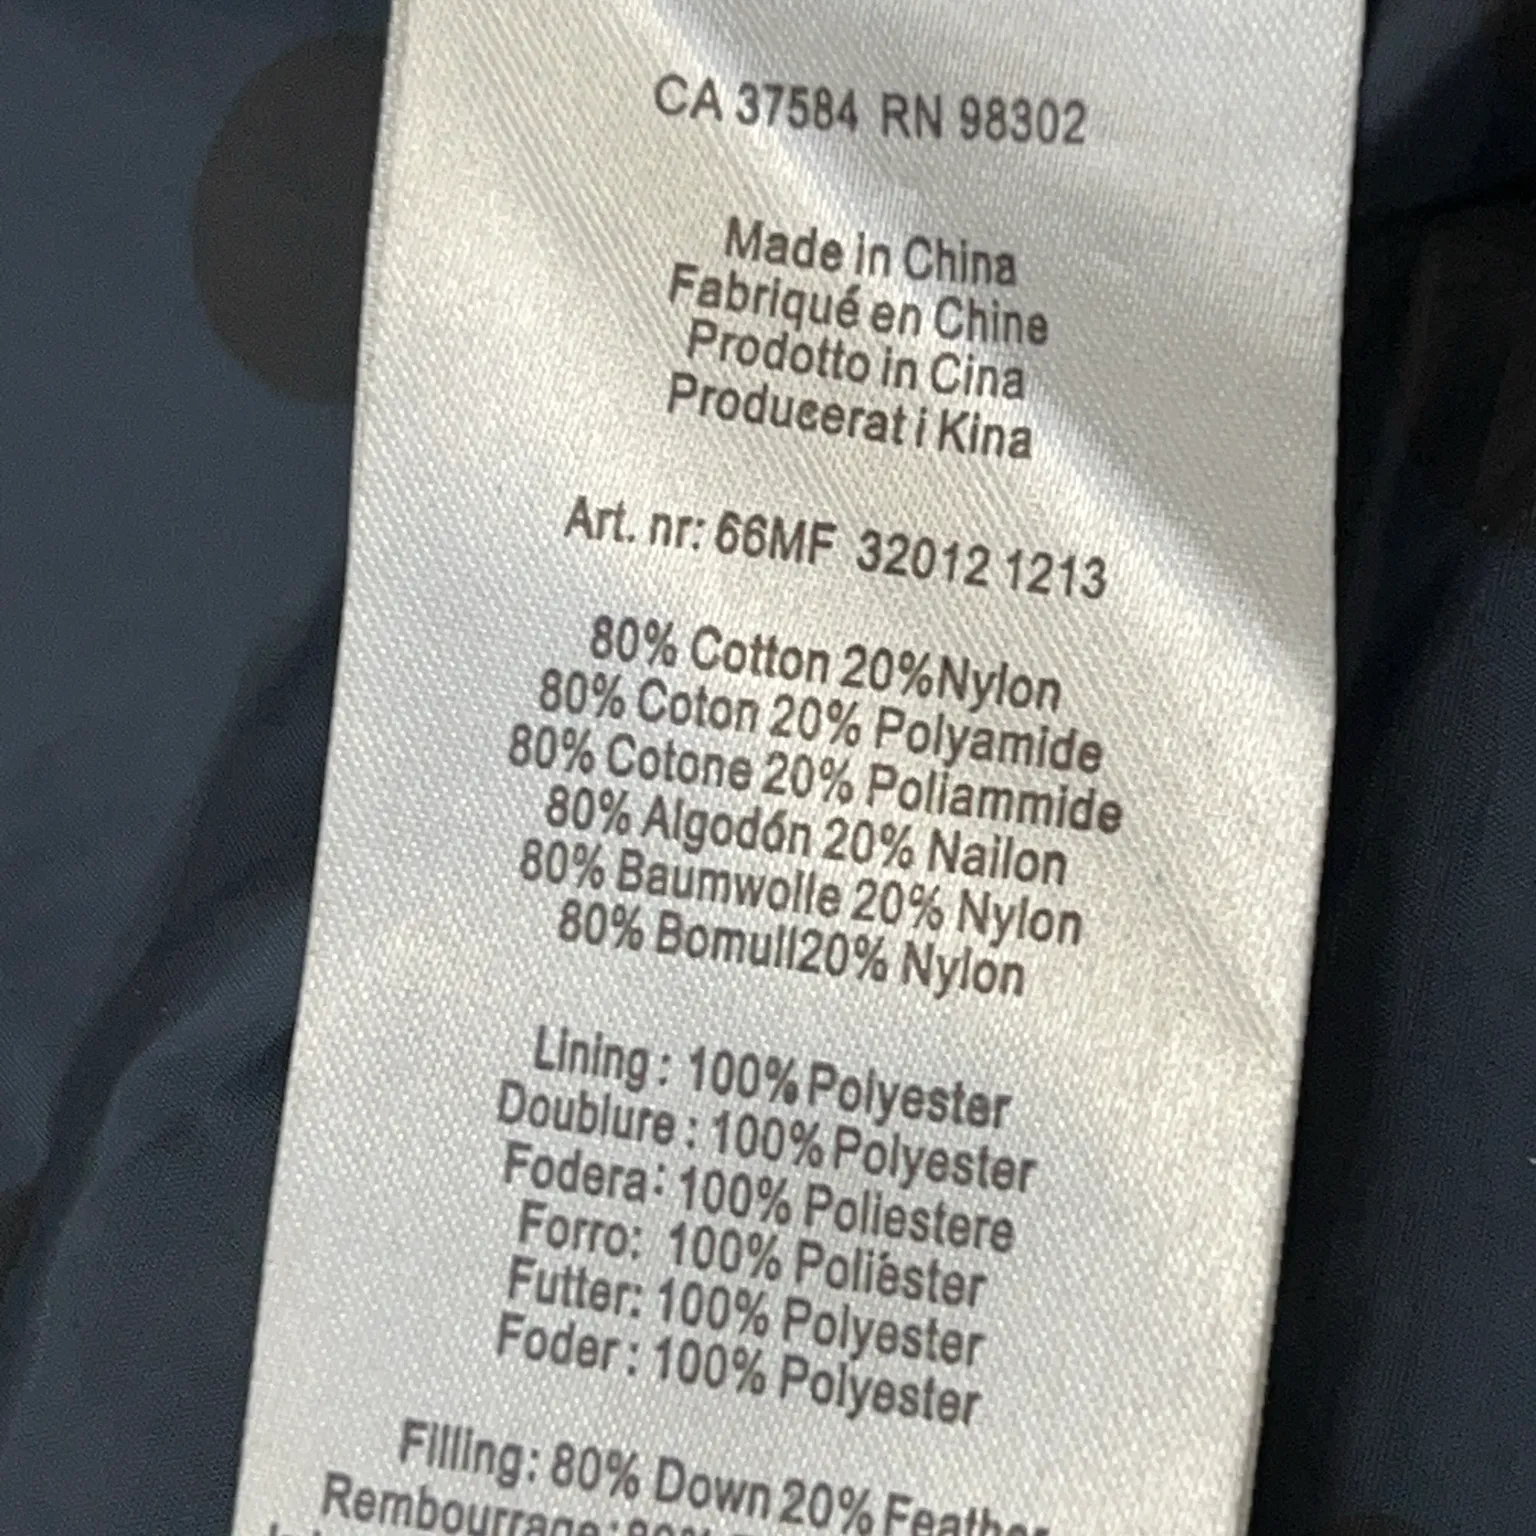 CA 37584 RN 98302
Made in China
Fabriqué en Chine
Prodotto in Cina
Producerat i Kina
Art. nr: 66MF 32012 1213
80% Cotton 20%Nylon
80% Coton 20% Polyamide
80% Cotone 20% Poliammide
80% Algodón 20% Nailon
80% Baumwolle 20% Nylon
80% Bomull20% Nylon
Lining : 100% Polyester
Doublure : 100% Polyester
Fodera: 100% Poliestere
Forro: 100% Poliéster
Futter: 100% Polyester
Foder : 100% Polyester
Filling: 80% Down 20% Feather
Rembourrage : 80%